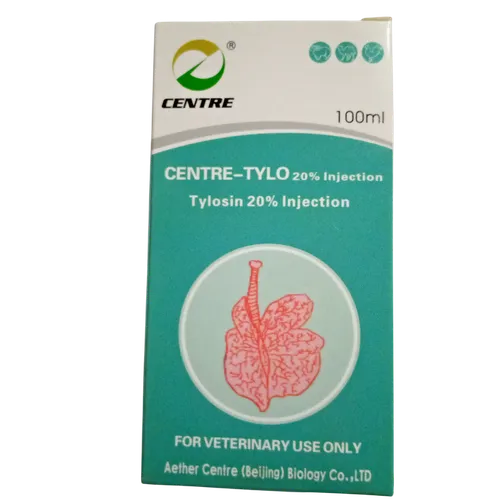 ®
CENTRE
100ml
CENTRE-TYLO 20% Injection
Tylosin 20% Injection
FOR VETERINARY USE ONLY
Aether Centre (Beijing) Biology Co.,LTD